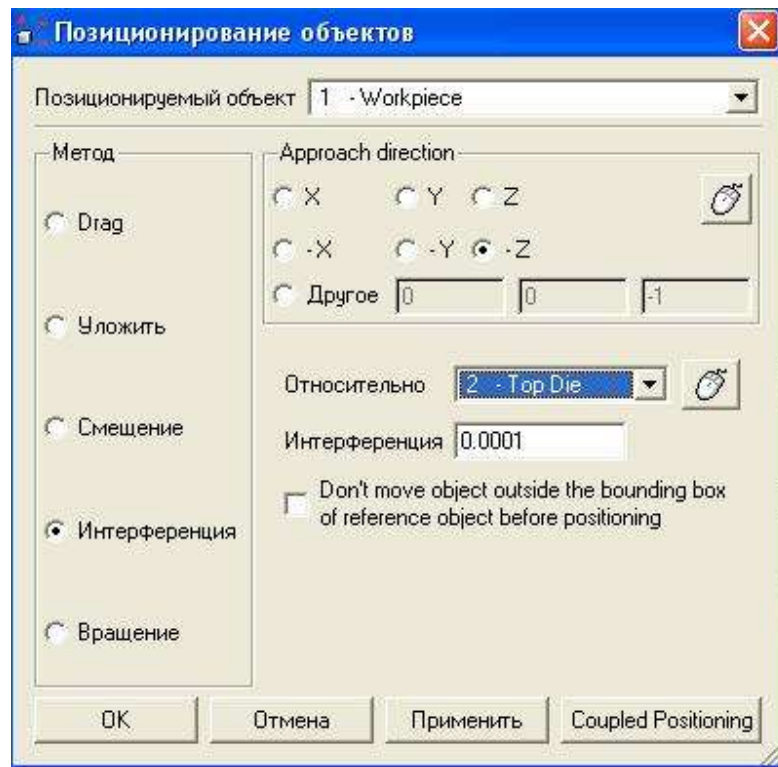 Позиционирование объектов
Позиционируемый объект 1 - Workpiece
Метод
Approach direction
X Y Z
Drag
-X -Y -Z
Другое 0 0 -1
Уложить
Относительно 2 - Top Die
Смещение
Интерференция 0.0001
Don't move object outside the bounding box
of reference object before positioning
Интерференция
Вращение
OK Отмена Применить Coupled Positioning